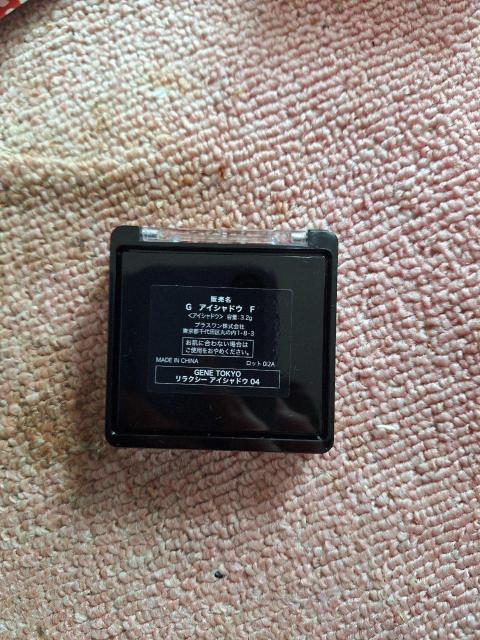 販売名
G アイシャドウ F
<アイシャドウ> 容量:3.2g
プラスワン株式会社
東京都千代田区丸の内1-8-3
お肌に合わない場合は
ご使用をおやめください。
MADE IN CHINA ロット 0I2A
GENE TOKYO
リラクシー アイシャドウ 04